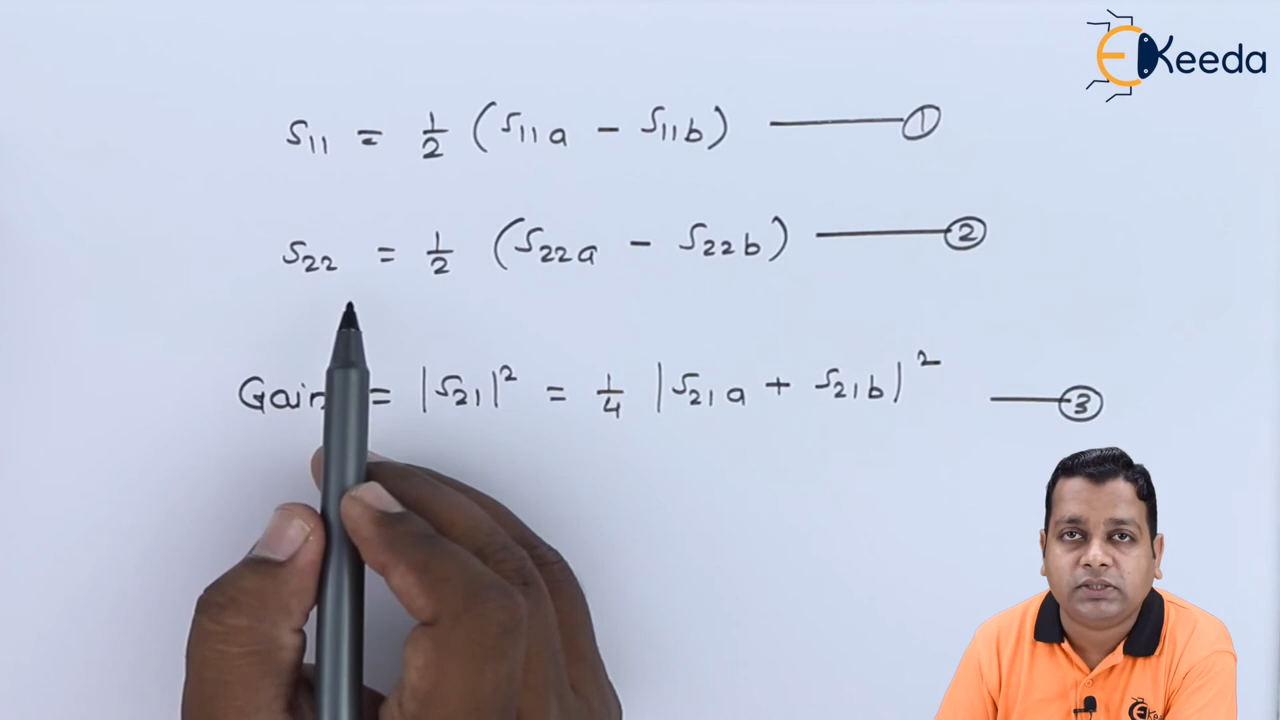 EKeeda
S11 = 1/2 (S11a - S11b) —— ①
S22 = 1/2 (S22a - S22b) —— ②
Gain = |S21|² = 1/4 |S21a + S21b|² —— ③